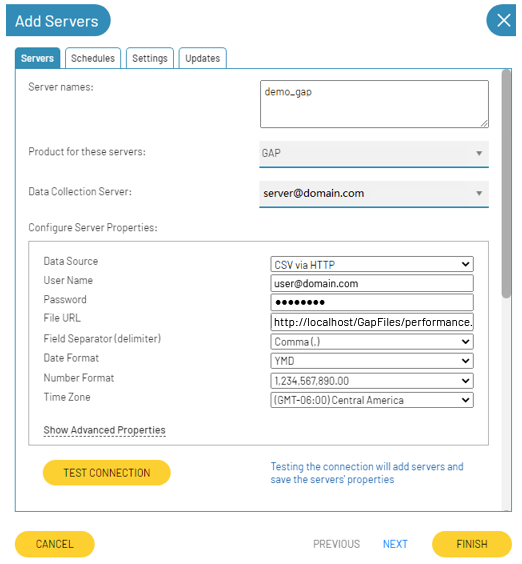 Add Servers
Servers Schedules Settings Updates
Server names:
demo_gap
Product for these servers:
GAP
Data Collection Server:
server@domain.com
Configure Server Properties:
Data Source CSV via HTTP
User Name user@domain.com
Password ●●●●●●●●
File URL http://localhost/GapFiles/performance.
Field Separator (delimiter) Comma (,)
Date Format YMD
Number Format 1,234,567,890.00
Time Zone (GMT-06:00) Central America
Show Advanced Properties
TEST CONNECTION
Testing the connection will add servers and
save the servers' properties
CANCEL PREVIOUS NEXT FINISH